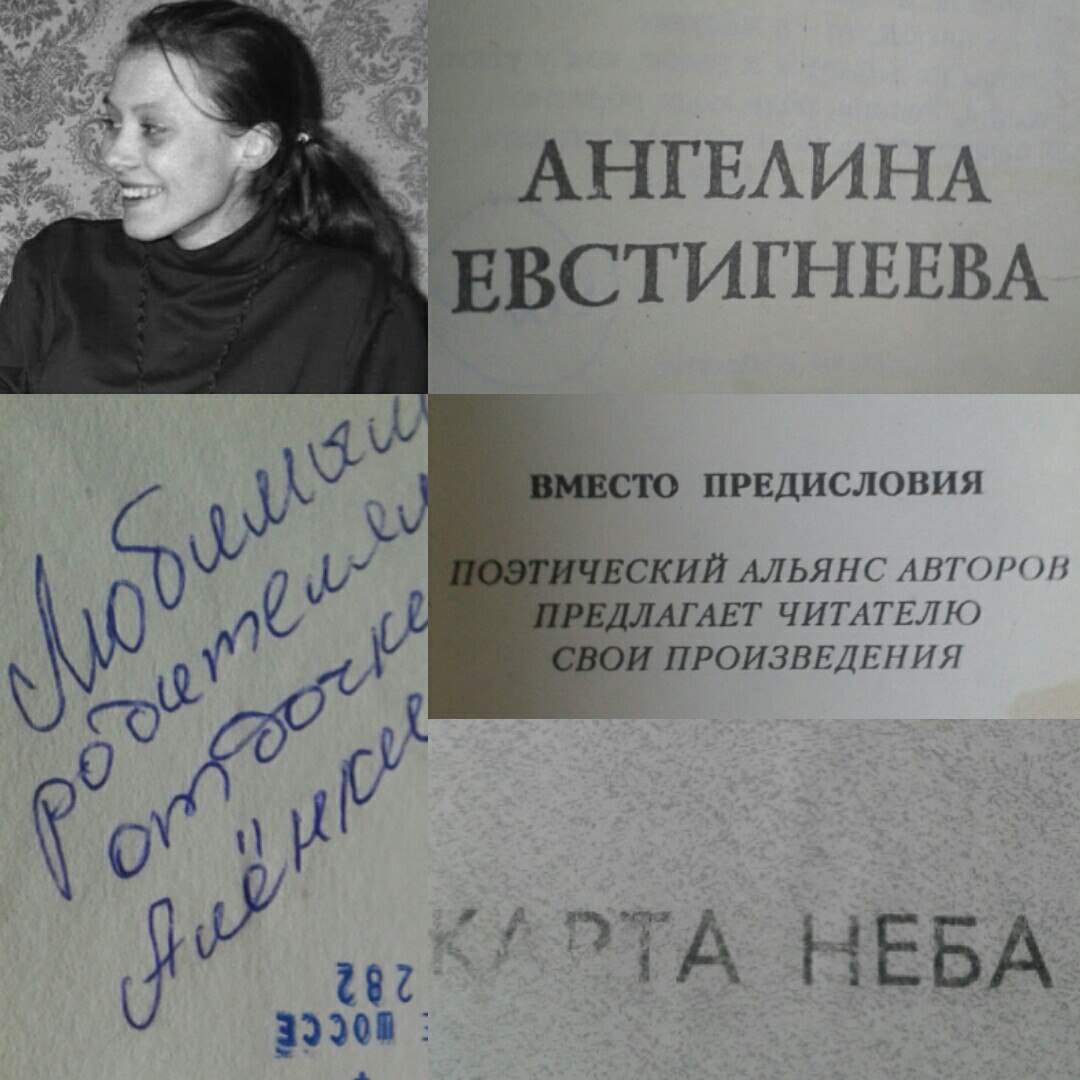 АНГЕЛИНА
ЕВСТИГНЕЕВА
Любимым
родителям
от дочки
Алёнки
282
ШОССЕ
ВМЕСТО ПРЕДИСЛОВИЯ
ПОЭТИЧЕСКИЙ АЛЬЯНС АВТОРОВ
ПРЕДЛАГАЕТ ЧИТАТЕЛЮ
СВОИ ПРОИЗВЕДЕНИЯ
КАРТА НЕБА